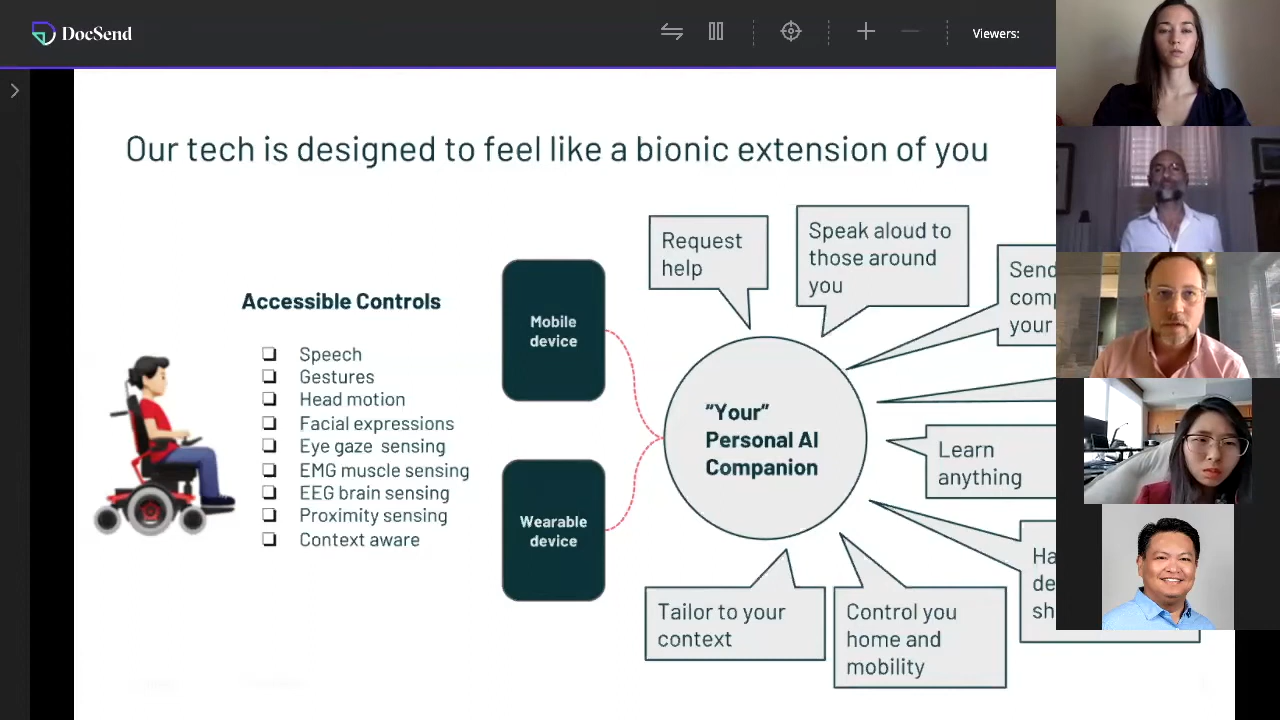 DocSend
Viewers:
Our tech is designed to feel like a bionic extension of you
Accessible Controls
Speech
Gestures
Head motion
Facial expressions
Eye gaze sensing
EMG muscle sensing
EEG brain sensing
Proximity sensing
Context aware
Mobile
device
Wearable
device
"Your"
Personal AI
Companion
Request
help
Speak aloud to
those around
you
Send
your
Learn
anything
Tailor to your
context
Control you
home and
mobility